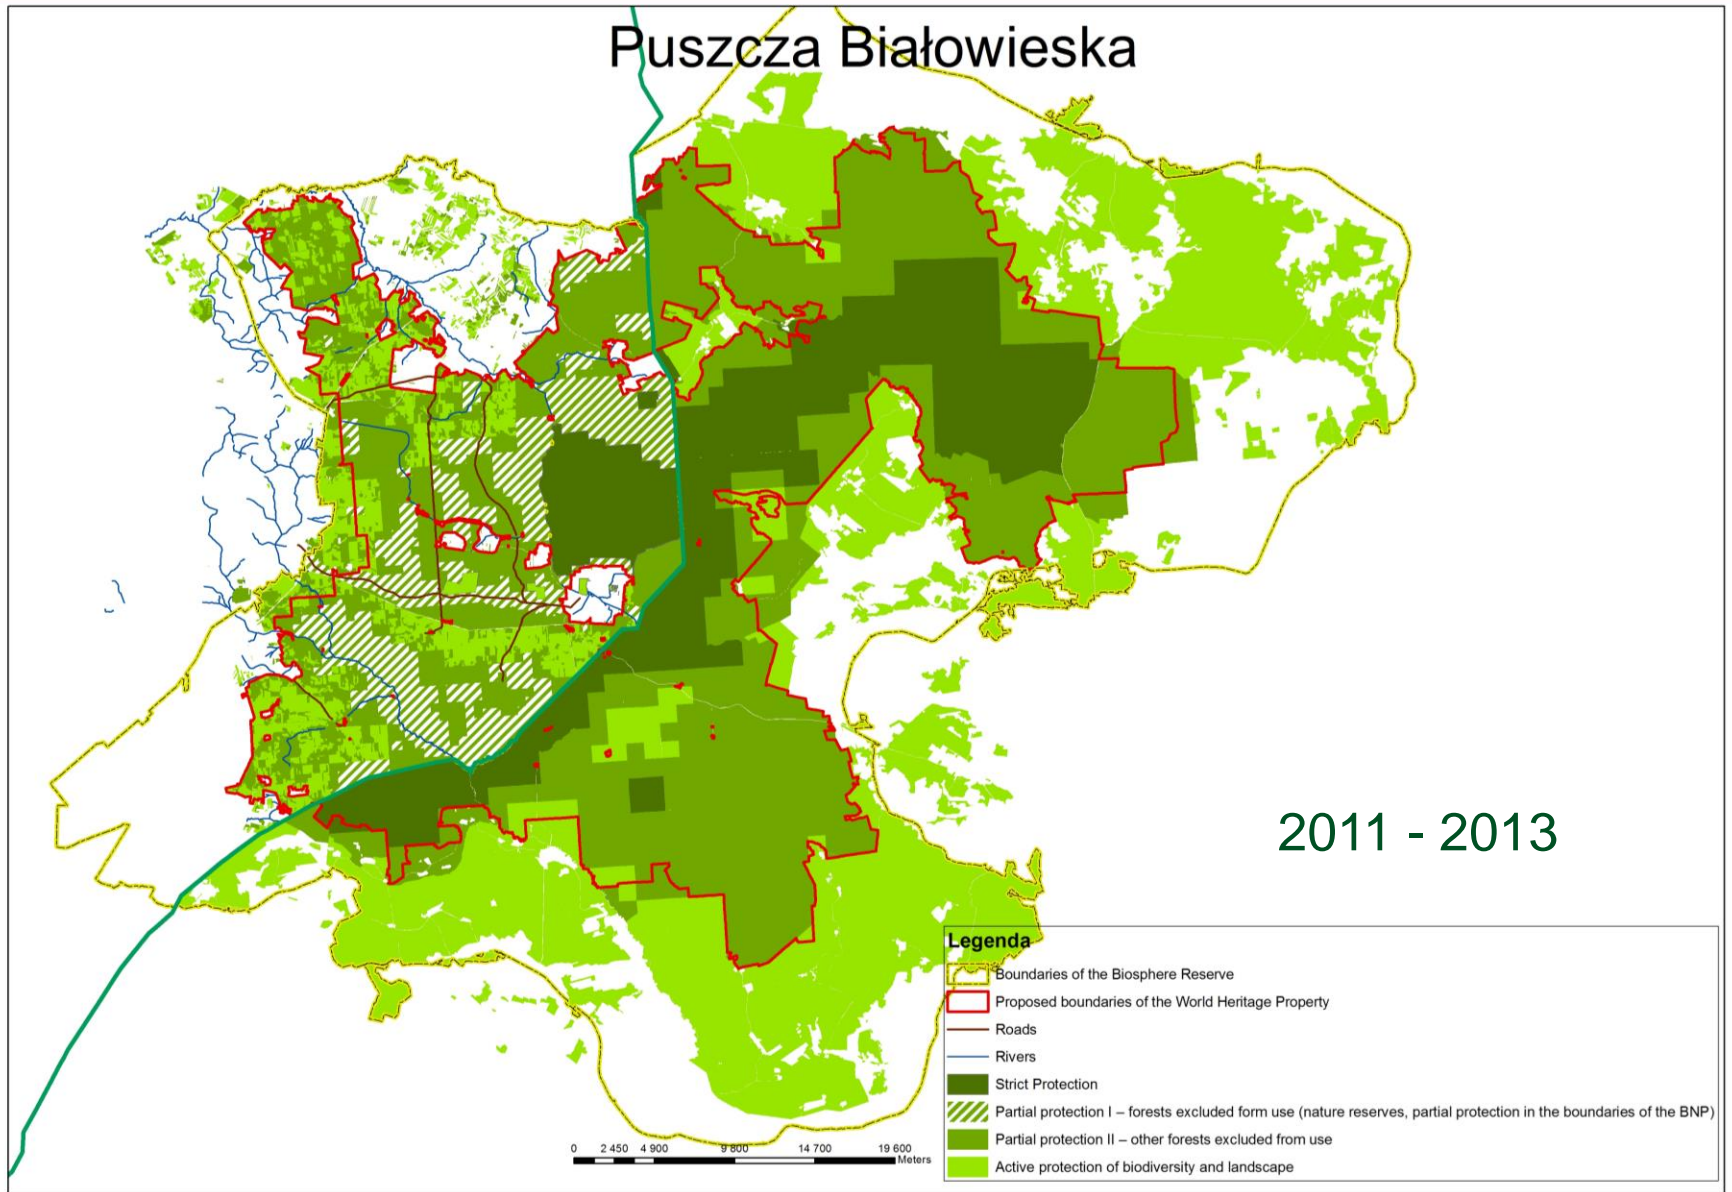 Puszcza Białowieska
2011 - 2013
Legenda
Boundaries of the Biosphere Reserve
Proposed boundaries of the World Heritage Property
Roads
Rivers
Strict Protection
Partial protection I – forests excluded form use (nature reserves, partial protection in the boundaries of the BNP)
Partial protection II – other forests excluded from use
Active protection of biodiversity and landscape
0 2 450 4 900 9 800 14 700 19 600
Meters